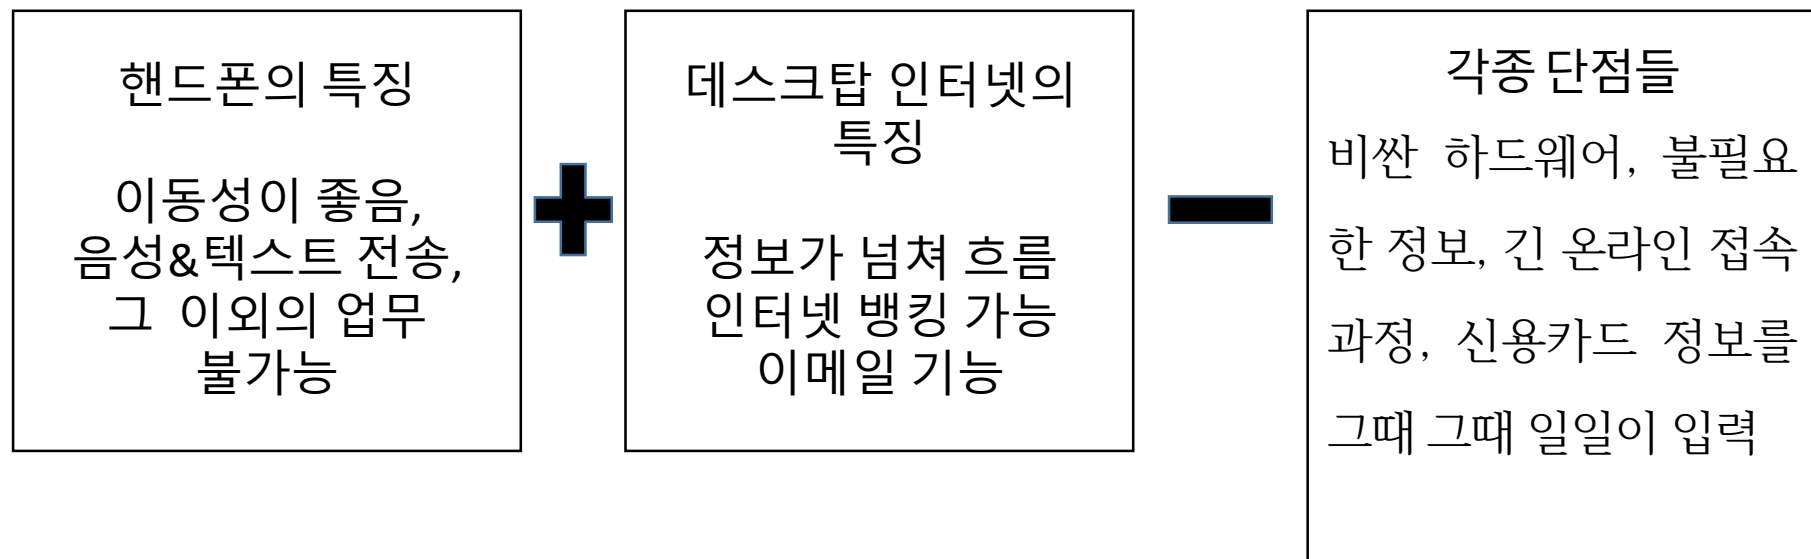 핸드폰의 특징
이동성이 좋음,
음성&텍스트 전송,
그 이외의 업무
불가능
데스크탑 인터넷의
특징
정보가 넘쳐 흐름
인터넷 뱅킹 가능
이메일 기능
각종 단점들
비싼 하드웨어, 불필요
한 정보, 긴 온라인 접속
과정, 신용카드 정보를
그때 그때 일일이 입력